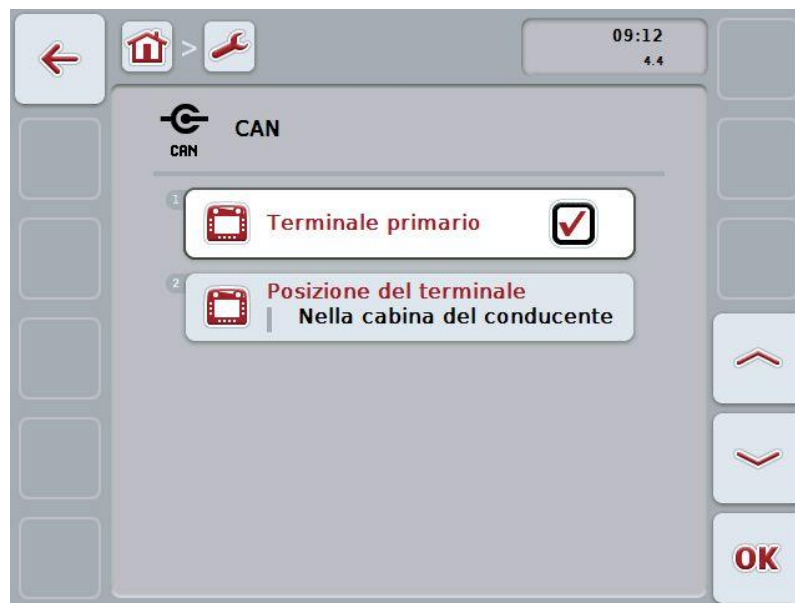 >
09:12
4.4
CAN
CAN
1
Terminale primario
2
Posizione del terminale
Nella cabina del conducente
OK